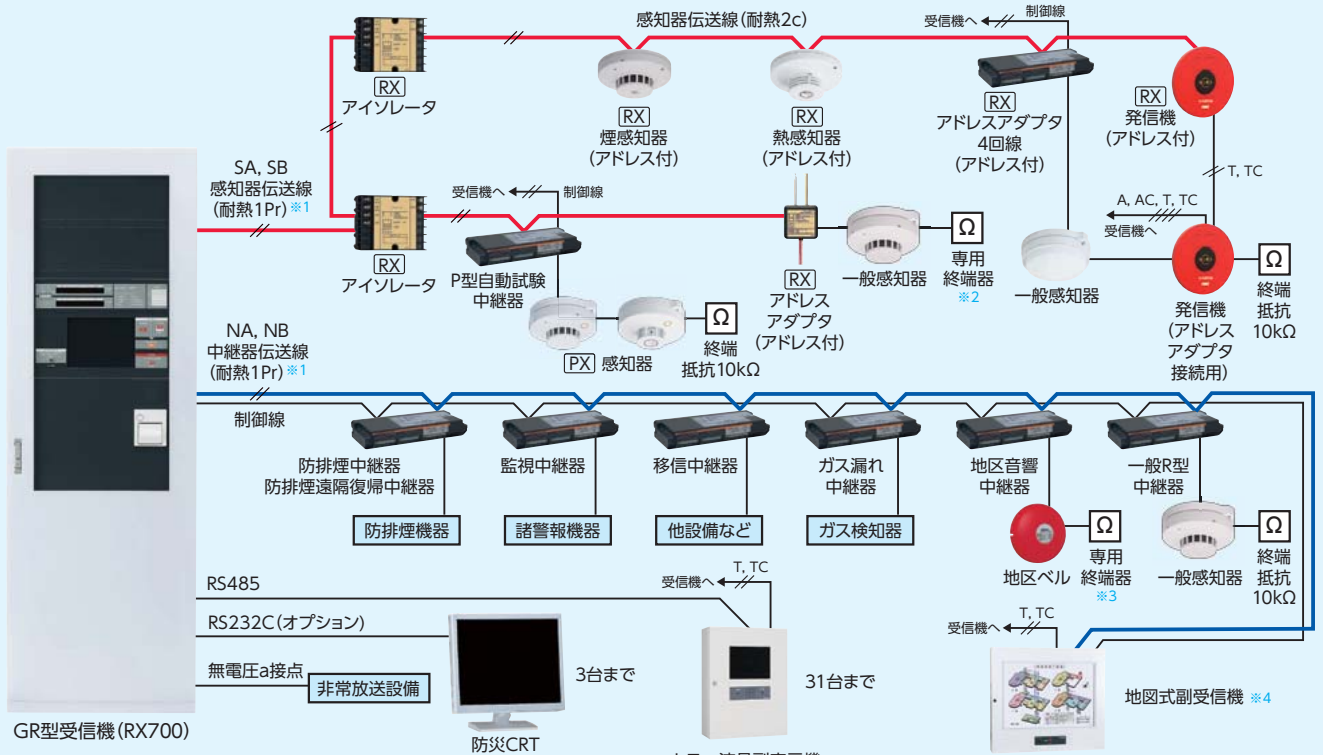 感知器伝送線(耐熱2c)
受信機へ
制御線
RX
アイソレータ
RX
煙感知器
(アドレス付)
RX
熱感知器
(アドレス付)
RX
アドレスアダプタ
4回線
(アドレス付)
RX
発信機
(アドレス付)
T, TC
SA, SB
感知器伝送線
(耐熱1Pr) ※1
受信機へ
制御線
A, AC, T, TC
受信機へ
RX
アイソレータ
P型自動試験
中継器
RX
アドレス
アダプタ
(アドレス付)
一般感知器
Ω
専用
終端器
※2
一般感知器
発信機
(アドレス
アダプタ
接続用)
Ω
終端
抵抗
10kΩ
PX 感知器
Ω
終端
抵抗10kΩ
NA, NB
中継器伝送線
(耐熱1Pr) ※1
制御線
防排煙中継器
防排煙遠隔復帰中継器
監視中継器
移信中継器
ガス漏れ
中継器
地区音響
中継器
一般R型
中継器
防排煙機器
諸警報機器
他設備など
ガス検知器
地区ベル
Ω
専用
終端器
※3
一般感知器
Ω
終端
抵抗
10kΩ
RS485
受信機へ
T, TC
RS232C(オプション)
無電圧a接点
非常放送設備
3台まで
31台まで
受信機へ
T, TC
地図式副受信機 ※4
GR型受信機(RX700)
防災CRT